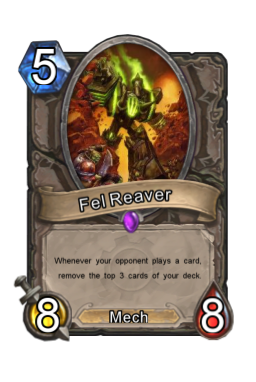 5
Fel Reaver
Whenever your opponent plays a card,
remove the top 3 cards of your deck.
8 Mech 8